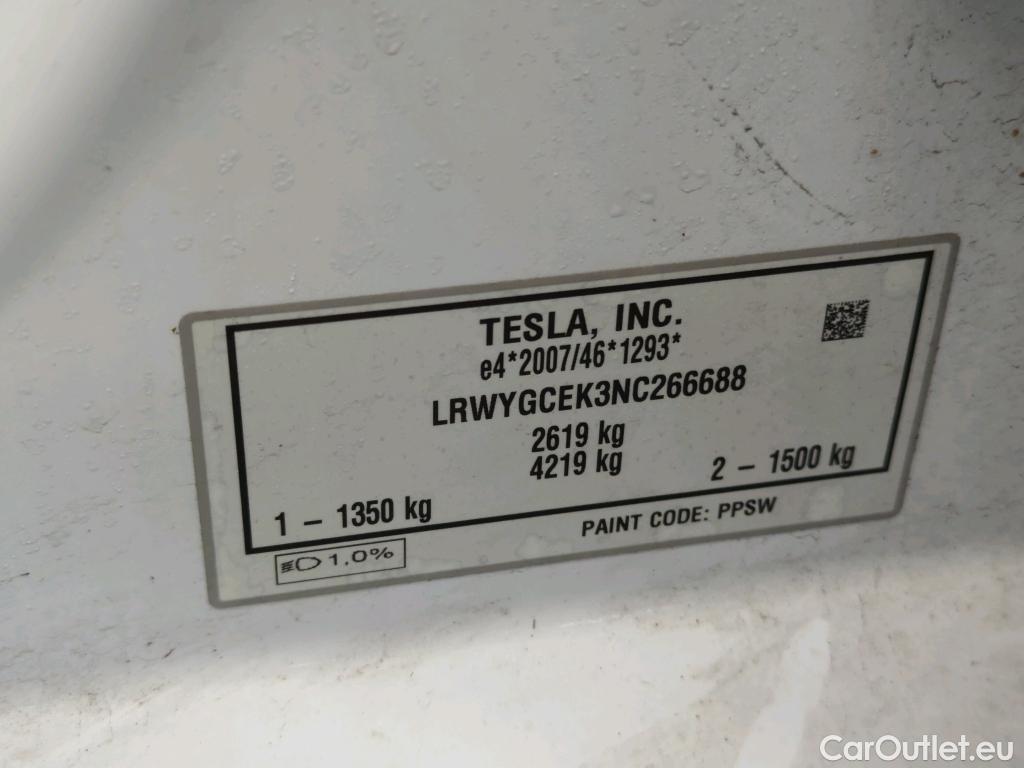 TESLA, INC.
e4*2007/46*1293*
LRWYGCEK3NC266688
2619 kg
4219 kg
1 – 1350 kg
2 – 1500 kg
1.0%
PAINT CODE: PPSW
CarOutlet.eu